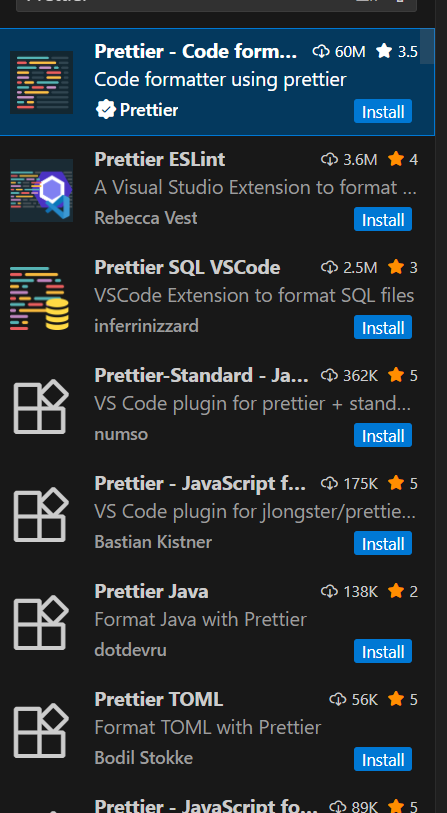 Prettier - Code form... 60M 3.5
Code formatter using prettier
Prettier Install
Prettier ESLint 3.6M 4
A Visual Studio Extension to format ...
Rebecca Vest Install
Prettier SQL VSCode 2.5M 3
VSCode Extension to format SQL files
inferrinizzard Install
Prettier-Standard - Ja... 362K 5
VS Code plugin for prettier + stand...
numso Install
Prettier - JavaScript f... 175K 5
VS Code plugin for jlongster/prettie...
Bastian Kistner Install
Prettier Java 138K 2
Format Java with Prettier
dotdevru Install
Prettier TOML 56K 5
Format TOML with Prettier
Bodil Stokke Install
Prettier - JavaScript fo... 89K 5